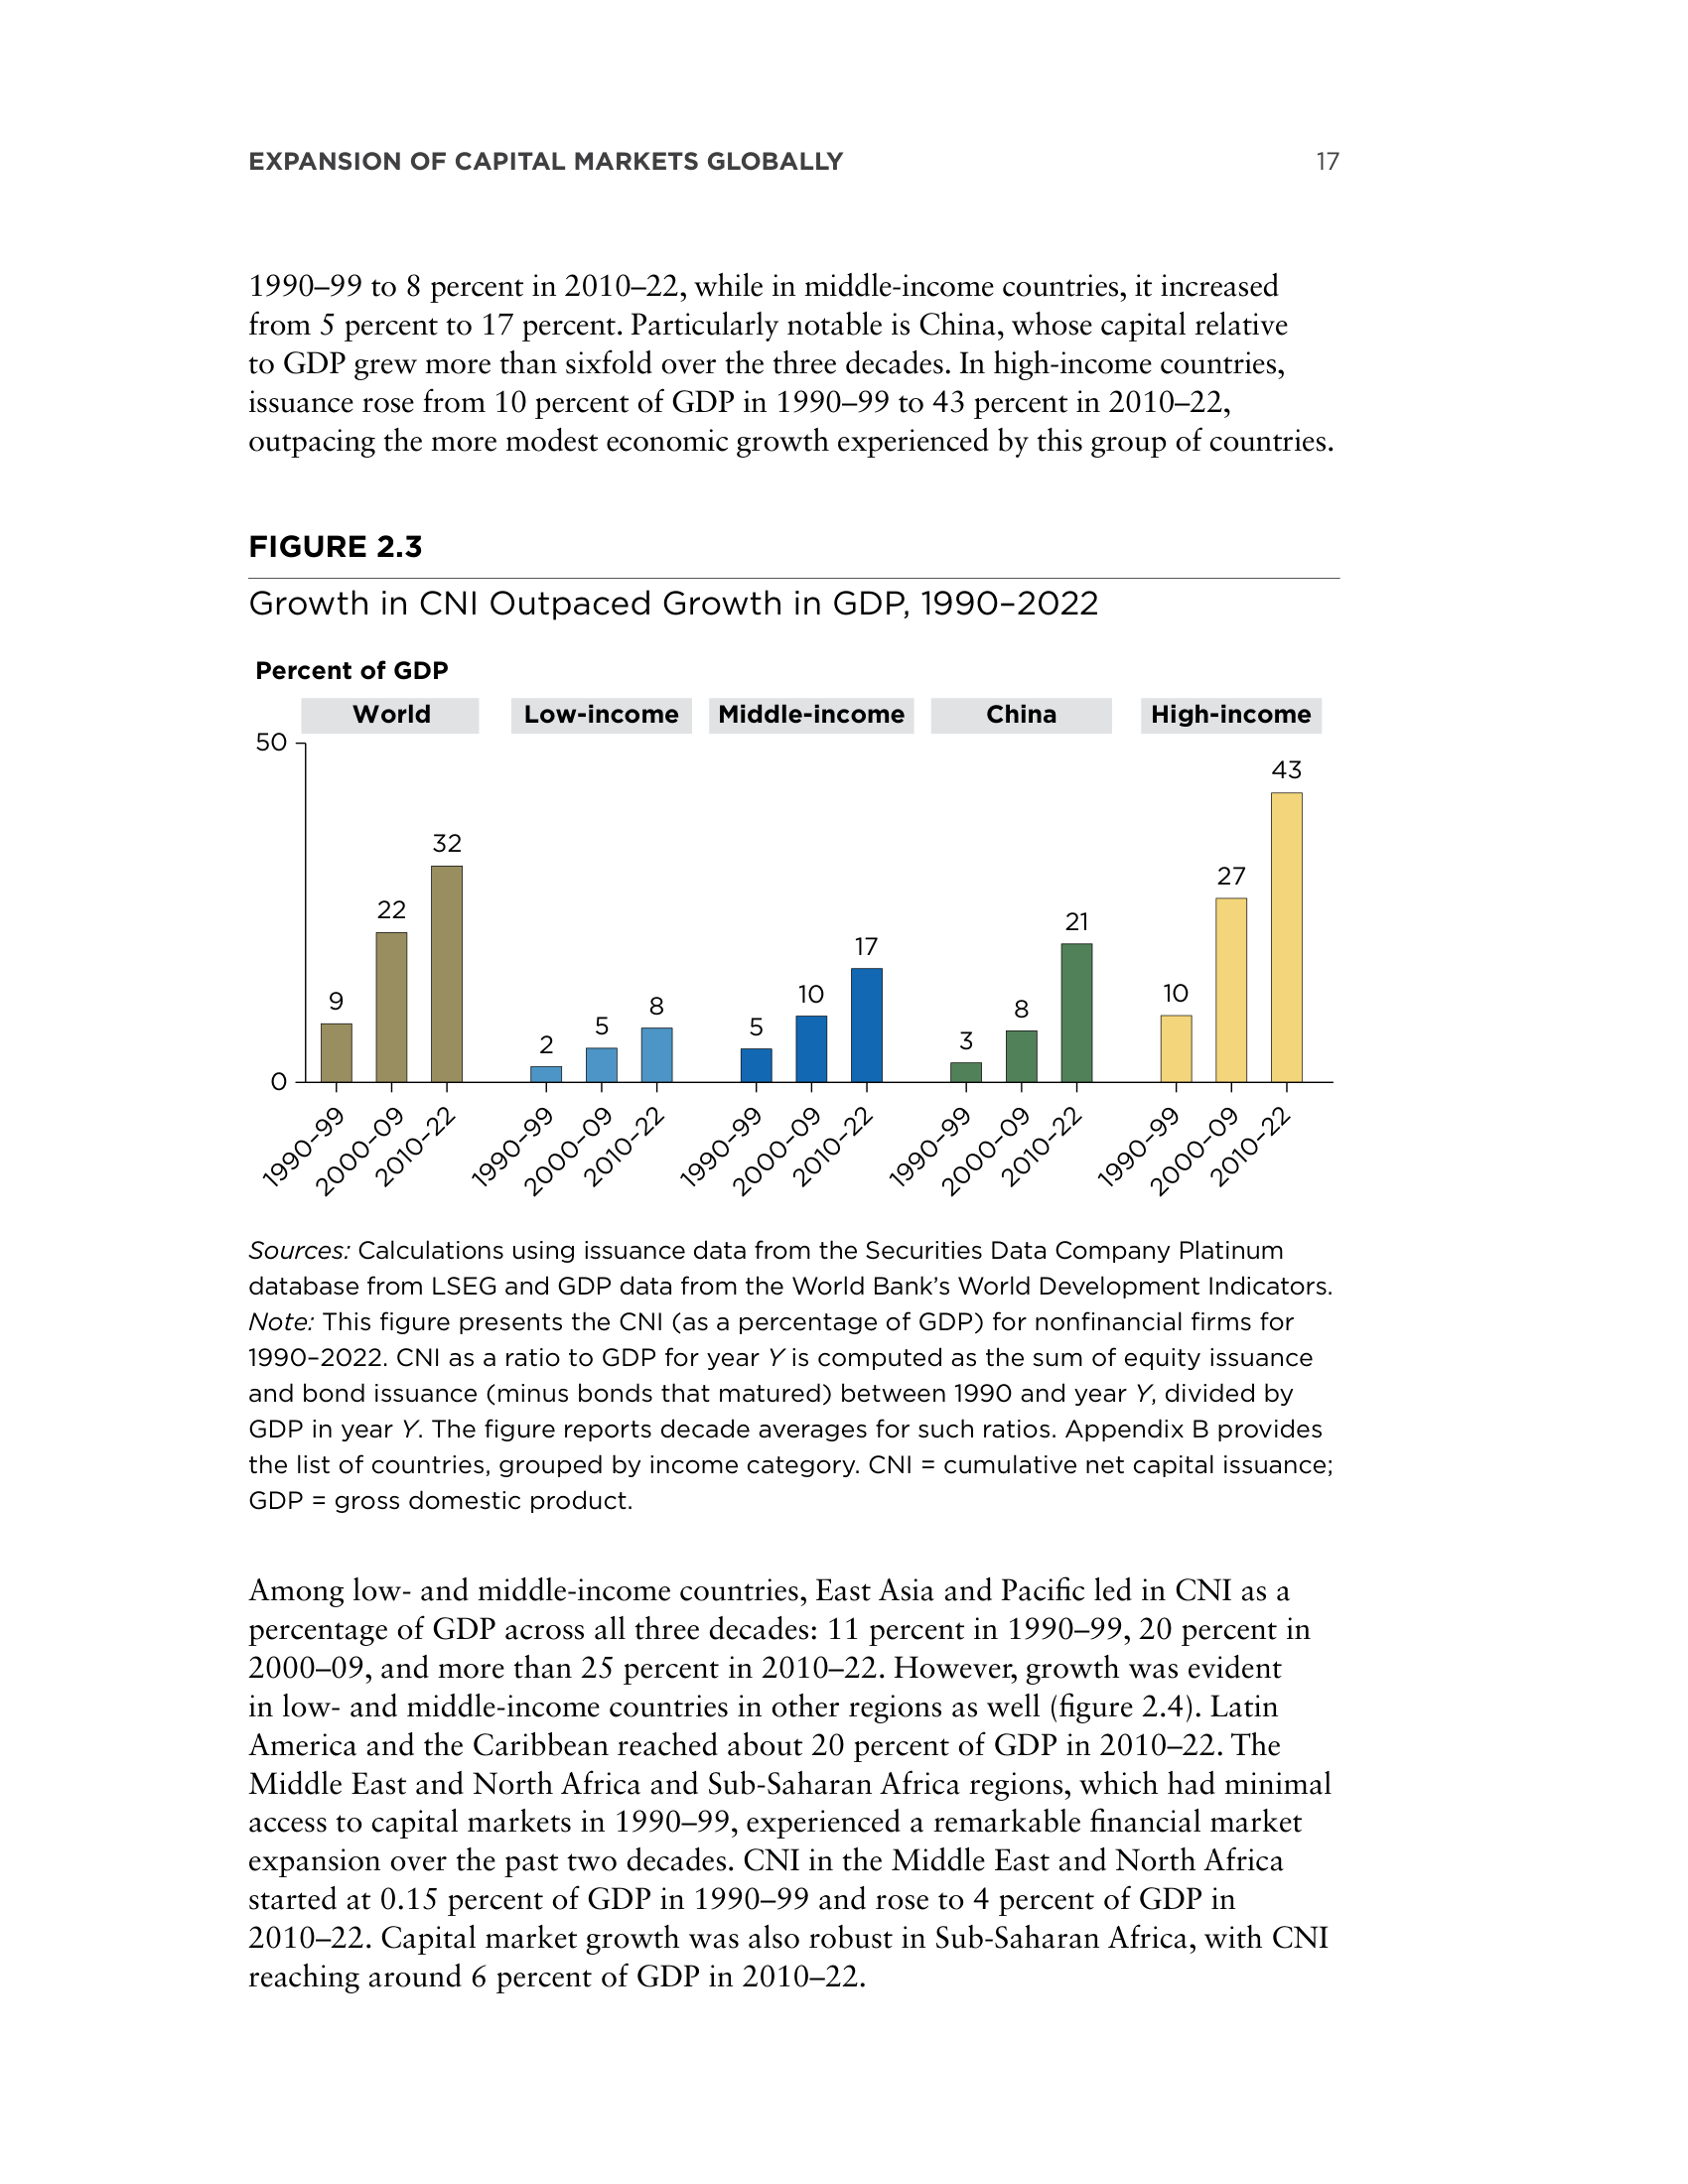 EXPANSION OF CAPITAL MARKETS GLOBALLY 17
1990–99 to 8 percent in 2010–22, while in middle-income countries, it increased
from 5 percent to 17 percent. Particularly notable is China, whose capital relative
to GDP grew more than sixfold over the three decades. In high-income countries,
issuance rose from 10 percent of GDP in 1990–99 to 43 percent in 2010–22,
outpacing the more modest economic growth experienced by this group of countries.
FIGURE 2.3
Growth in CNI Outpaced Growth in GDP, 1990–2022
Percent of GDP
World Low-income Middle-income China High-income
50
43
32
27
22
21
17
10
10
9
8
8
5
5
3
2
0
1990–99 2000–09 2010–22 1990–99 2000–09 2010–22 1990–99 2000–09 2010–22 1990–99 2000–09 2010–22 1990–99 2000–09 2010–22
Sources: Calculations using issuance data from the Securities Data Company Platinum
database from LSEG and GDP data from the World Bank’s World Development Indicators.
Note: This figure presents the CNI (as a percentage of GDP) for nonfinancial firms for
1990–2022. CNI as a ratio to GDP for year Y is computed as the sum of equity issuance
and bond issuance (minus bonds that matured) between 1990 and year Y, divided by
GDP in year Y. The figure reports decade averages for such ratios. Appendix B provides
the list of countries, grouped by income category. CNI = cumulative net capital issuance;
GDP = gross domestic product.
Among low- and middle-income countries, East Asia and Pacific led in CNI as a
percentage of GDP across all three decades: 11 percent in 1990–99, 20 percent in
2000–09, and more than 25 percent in 2010–22. However, growth was evident
in low- and middle-income countries in other regions as well (figure 2.4). Latin
America and the Caribbean reached about 20 percent of GDP in 2010–22. The
Middle East and North Africa and Sub-Saharan Africa regions, which had minimal
access to capital markets in 1990–99, experienced a remarkable financial market
expansion over the past two decades. CNI in the Middle East and North Africa
started at 0.15 percent of GDP in 1990–99 and rose to 4 percent of GDP in
2010–22. Capital market growth was also robust in Sub-Saharan Africa, with CNI
reaching around 6 percent of GDP in 2010–22.